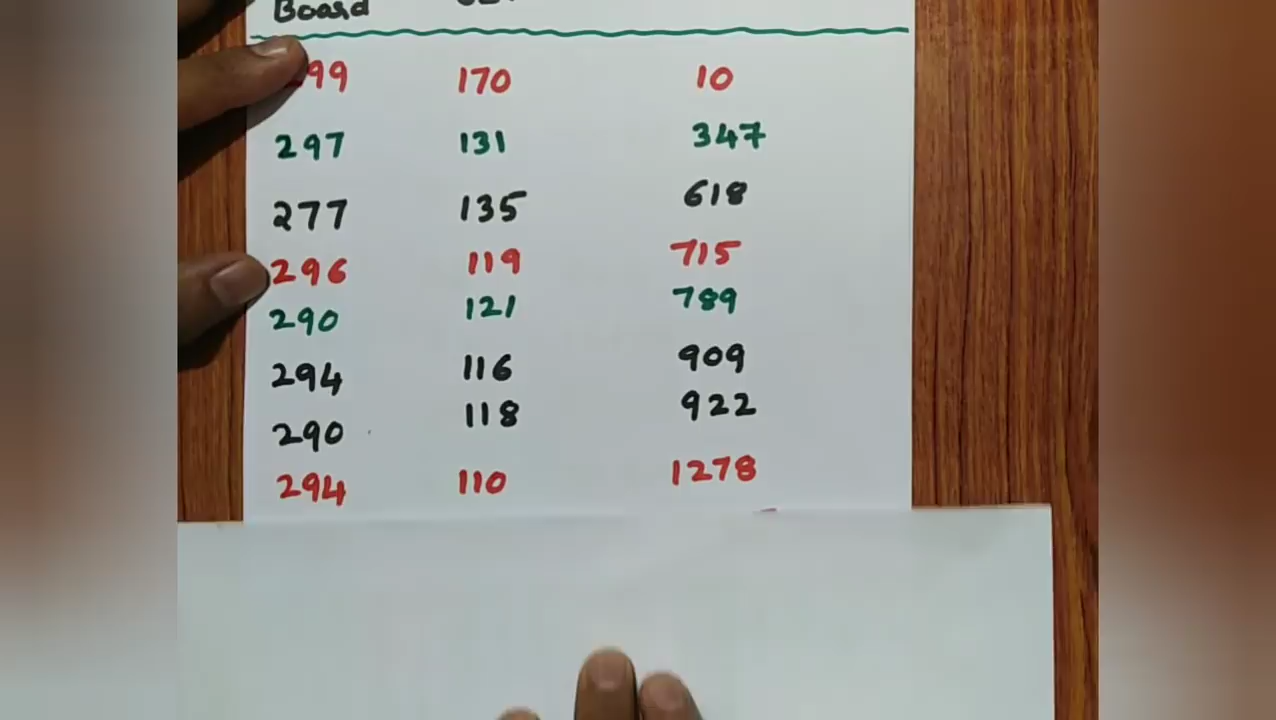 Board
99 170 10
297 131 347
277 135 618
296 119 715
290 121 789
294 116 909
290 118 922
294 110 1278